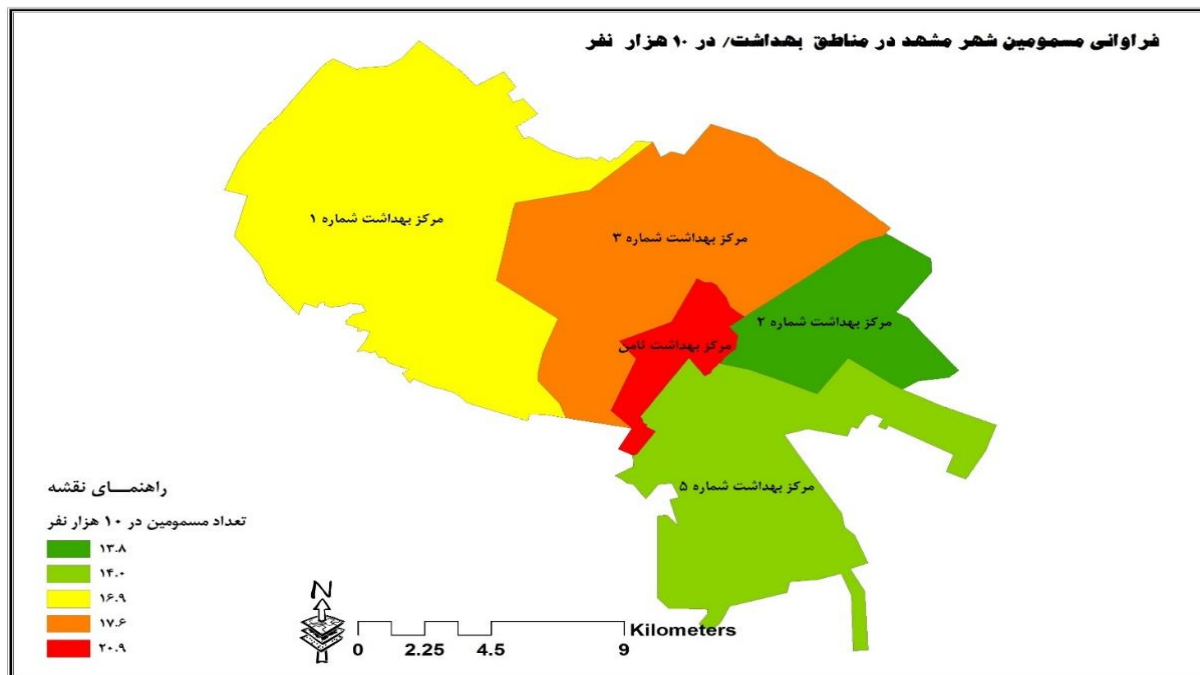 فراوانی مسمومین شهر مشهد در مناطق بهداشت/ در ۱۰ هزار نفر
مرکز بهداشت شماره ۱
مرکز بهداشت شماره ۳
مرکز بهداشت شماره ۲
مرکز بهداشت ثامن
مرکز بهداشت شماره ۵
راهنمــای نقشه
تعداد مسمومین در ۱۰ هزار نفر
۱۳.۸
۱۴.۰
۱۶.۹
۱۷.۶
۲۰.۹
N
Kilometers
0 2.25 4.5 9